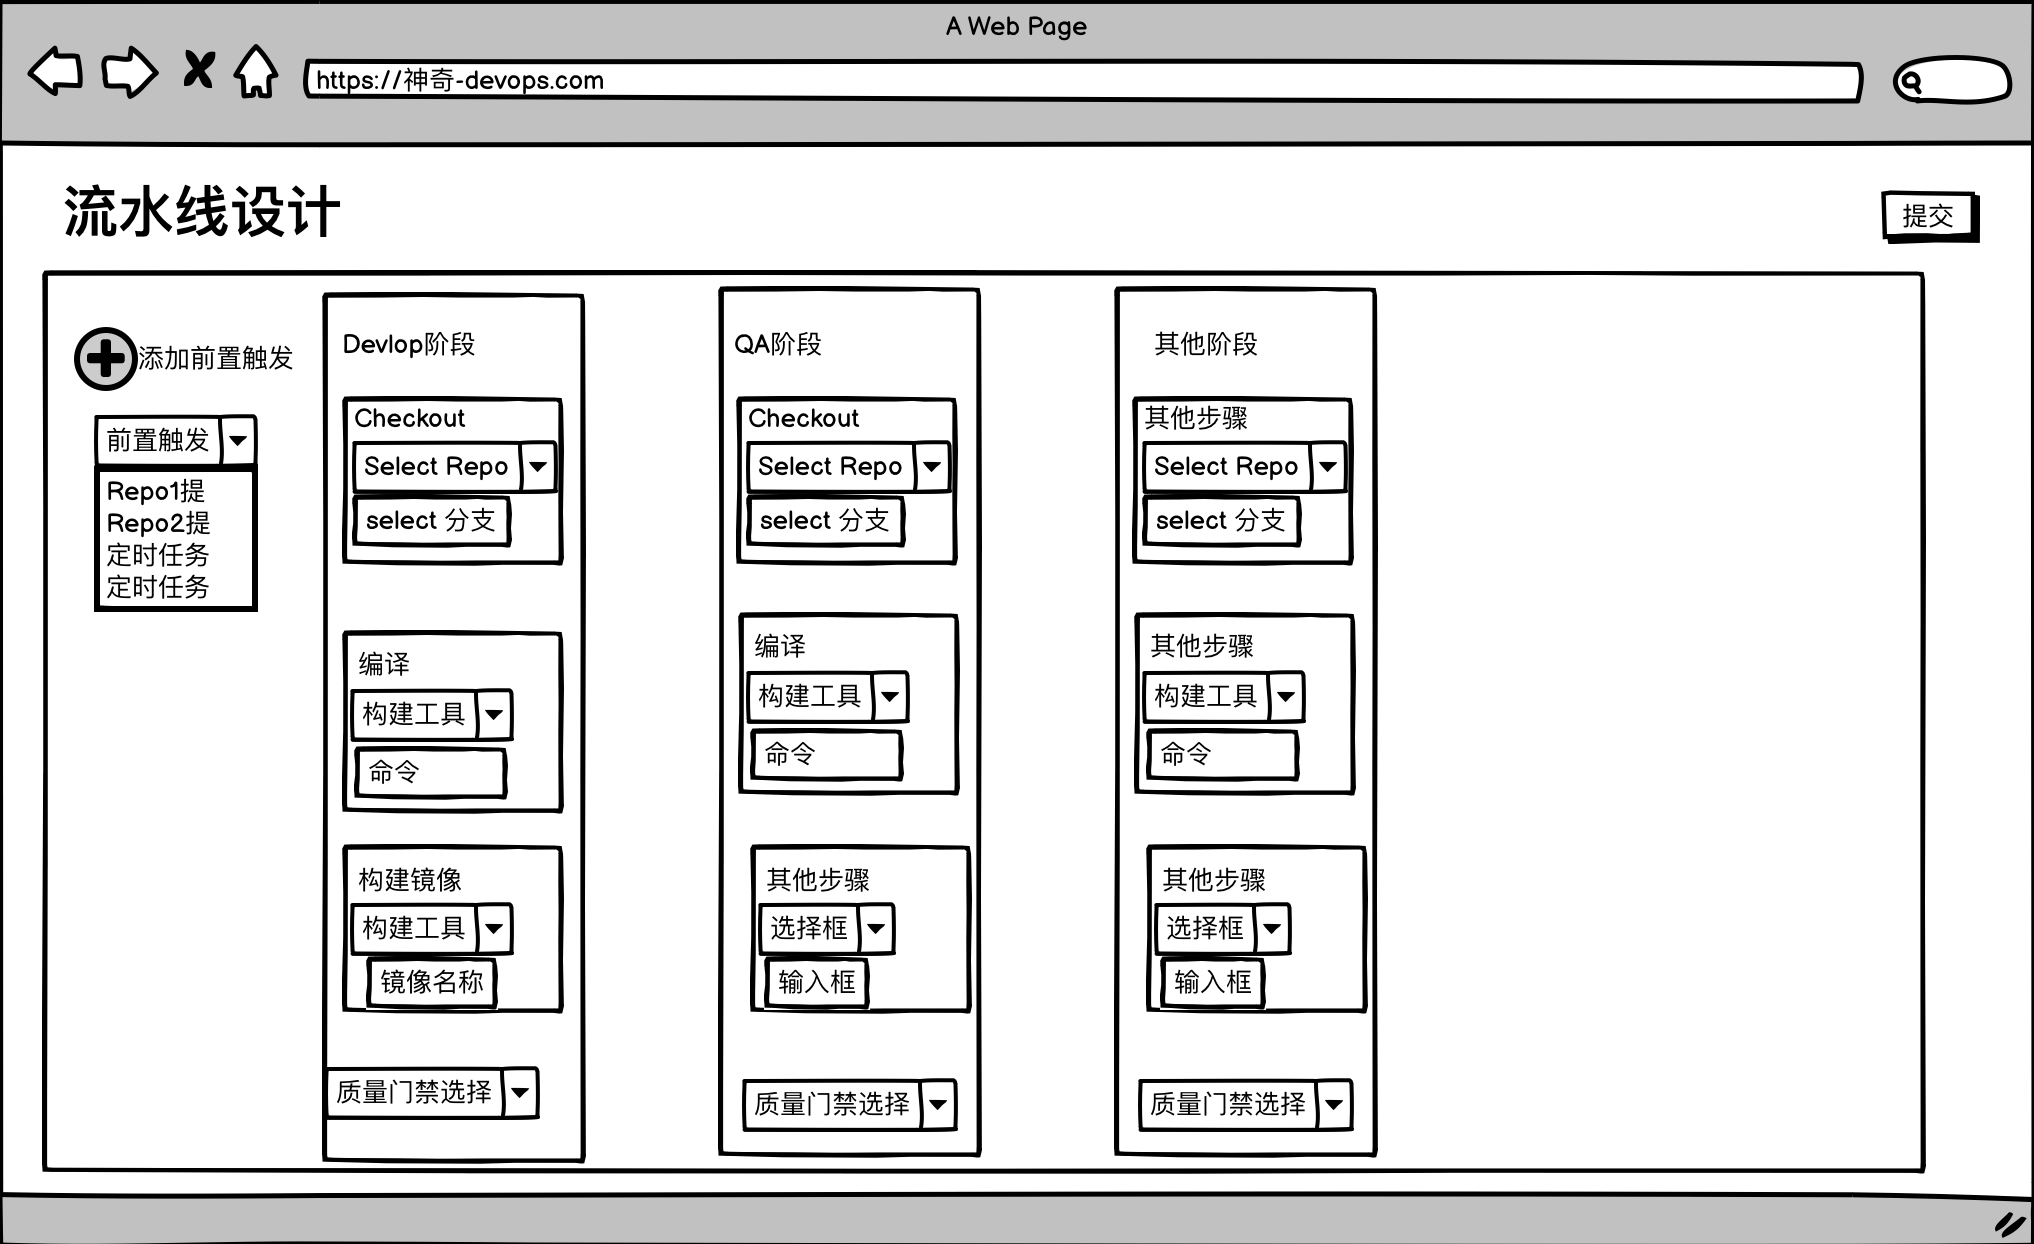 A Web Page
https://神奇-devops.com
流水线设计
提交
添加前置触发
前置触发
Repo1提
Repo2提
定时任务
定时任务
Devlop阶段
Checkout
Select Repo
select 分支
编译
构建工具
命令
构建镜像
构建工具
镜像名称
质量门禁选择
QA阶段
Checkout
Select Repo
select 分支
编译
构建工具
命令
其他步骤
选择框
输入框
质量门禁选择
其他阶段
其他步骤
Select Repo
select 分支
其他步骤
构建工具
命令
其他步骤
选择框
输入框
质量门禁选择